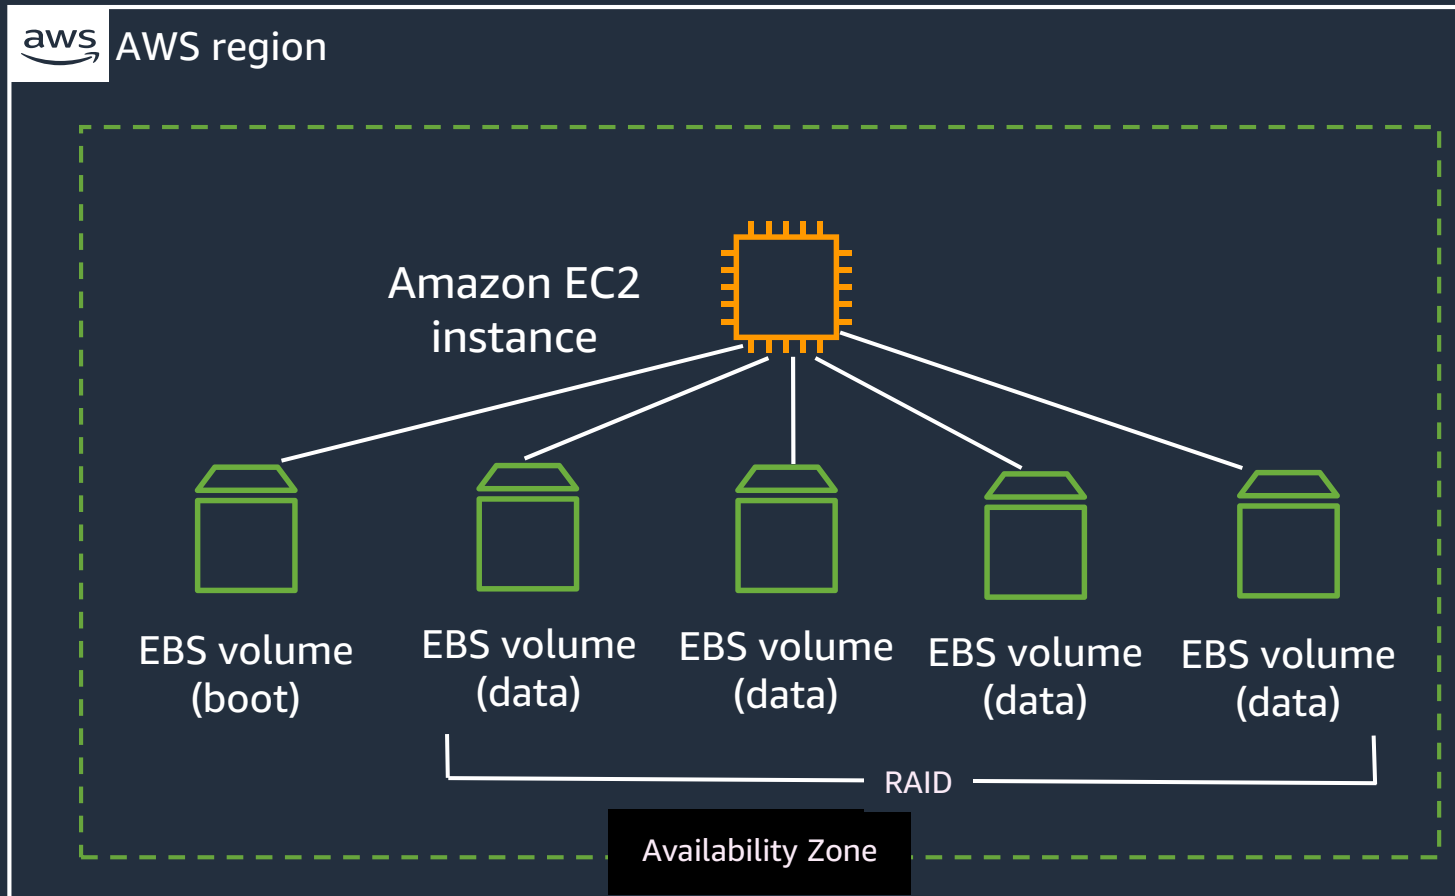 aws
AWS region
Amazon EC2
instance
EBS volume
(boot)
EBS volume
(data)
EBS volume
(data)
EBS volume
(data)
EBS volume
(data)
RAID
Availability Zone